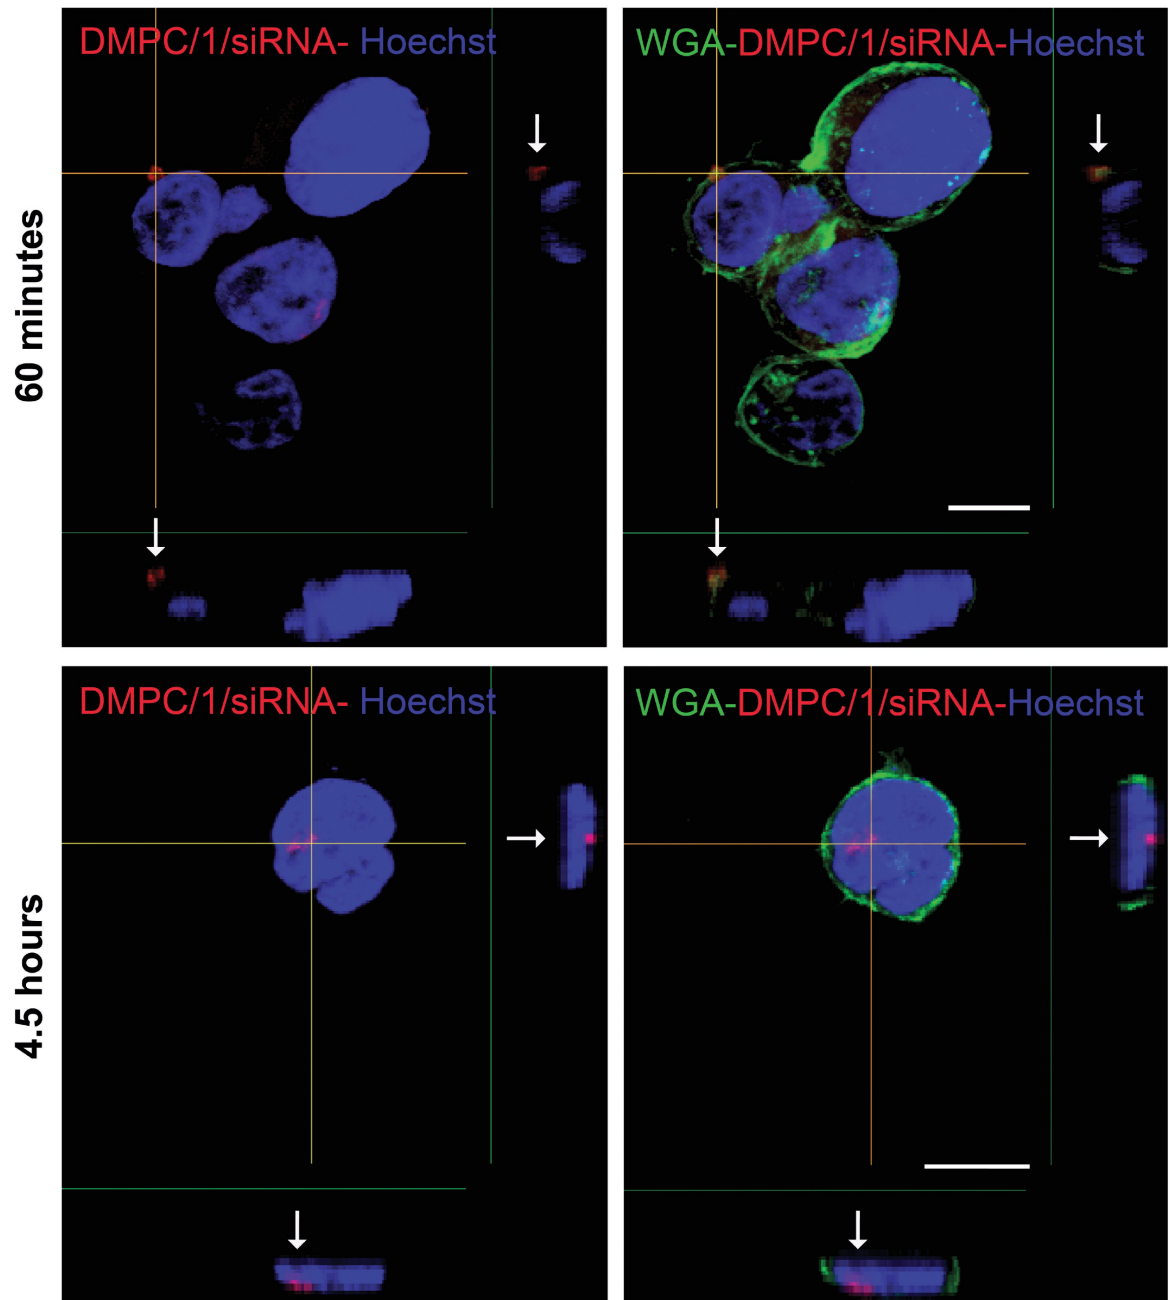 DMPC/1/siRNA- Hoechst
WGA-DMPC/1/siRNA-Hoechst
60 minutes
DMPC/1/siRNA- Hoechst
WGA-DMPC/1/siRNA-Hoechst
4.5 hours